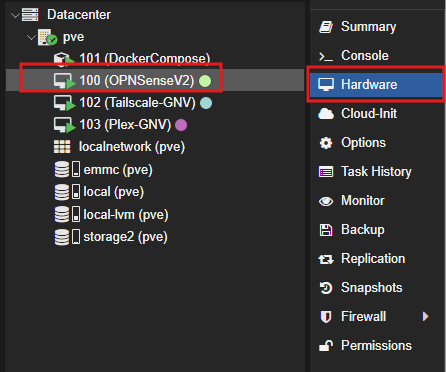 Datacenter
pve
101 (DockerCompose)
100 (OPNSenseV2)
102 (Tailscale-GNV)
103 (Plex-GNV)
localnetwork (pve)
emmc (pve)
local (pve)
local-lvm (pve)
storage2 (pve)
Summary
Console
Hardware
Cloud-Init
Options
Task History
Monitor
Backup
Replication
Snapshots
Firewall
Permissions